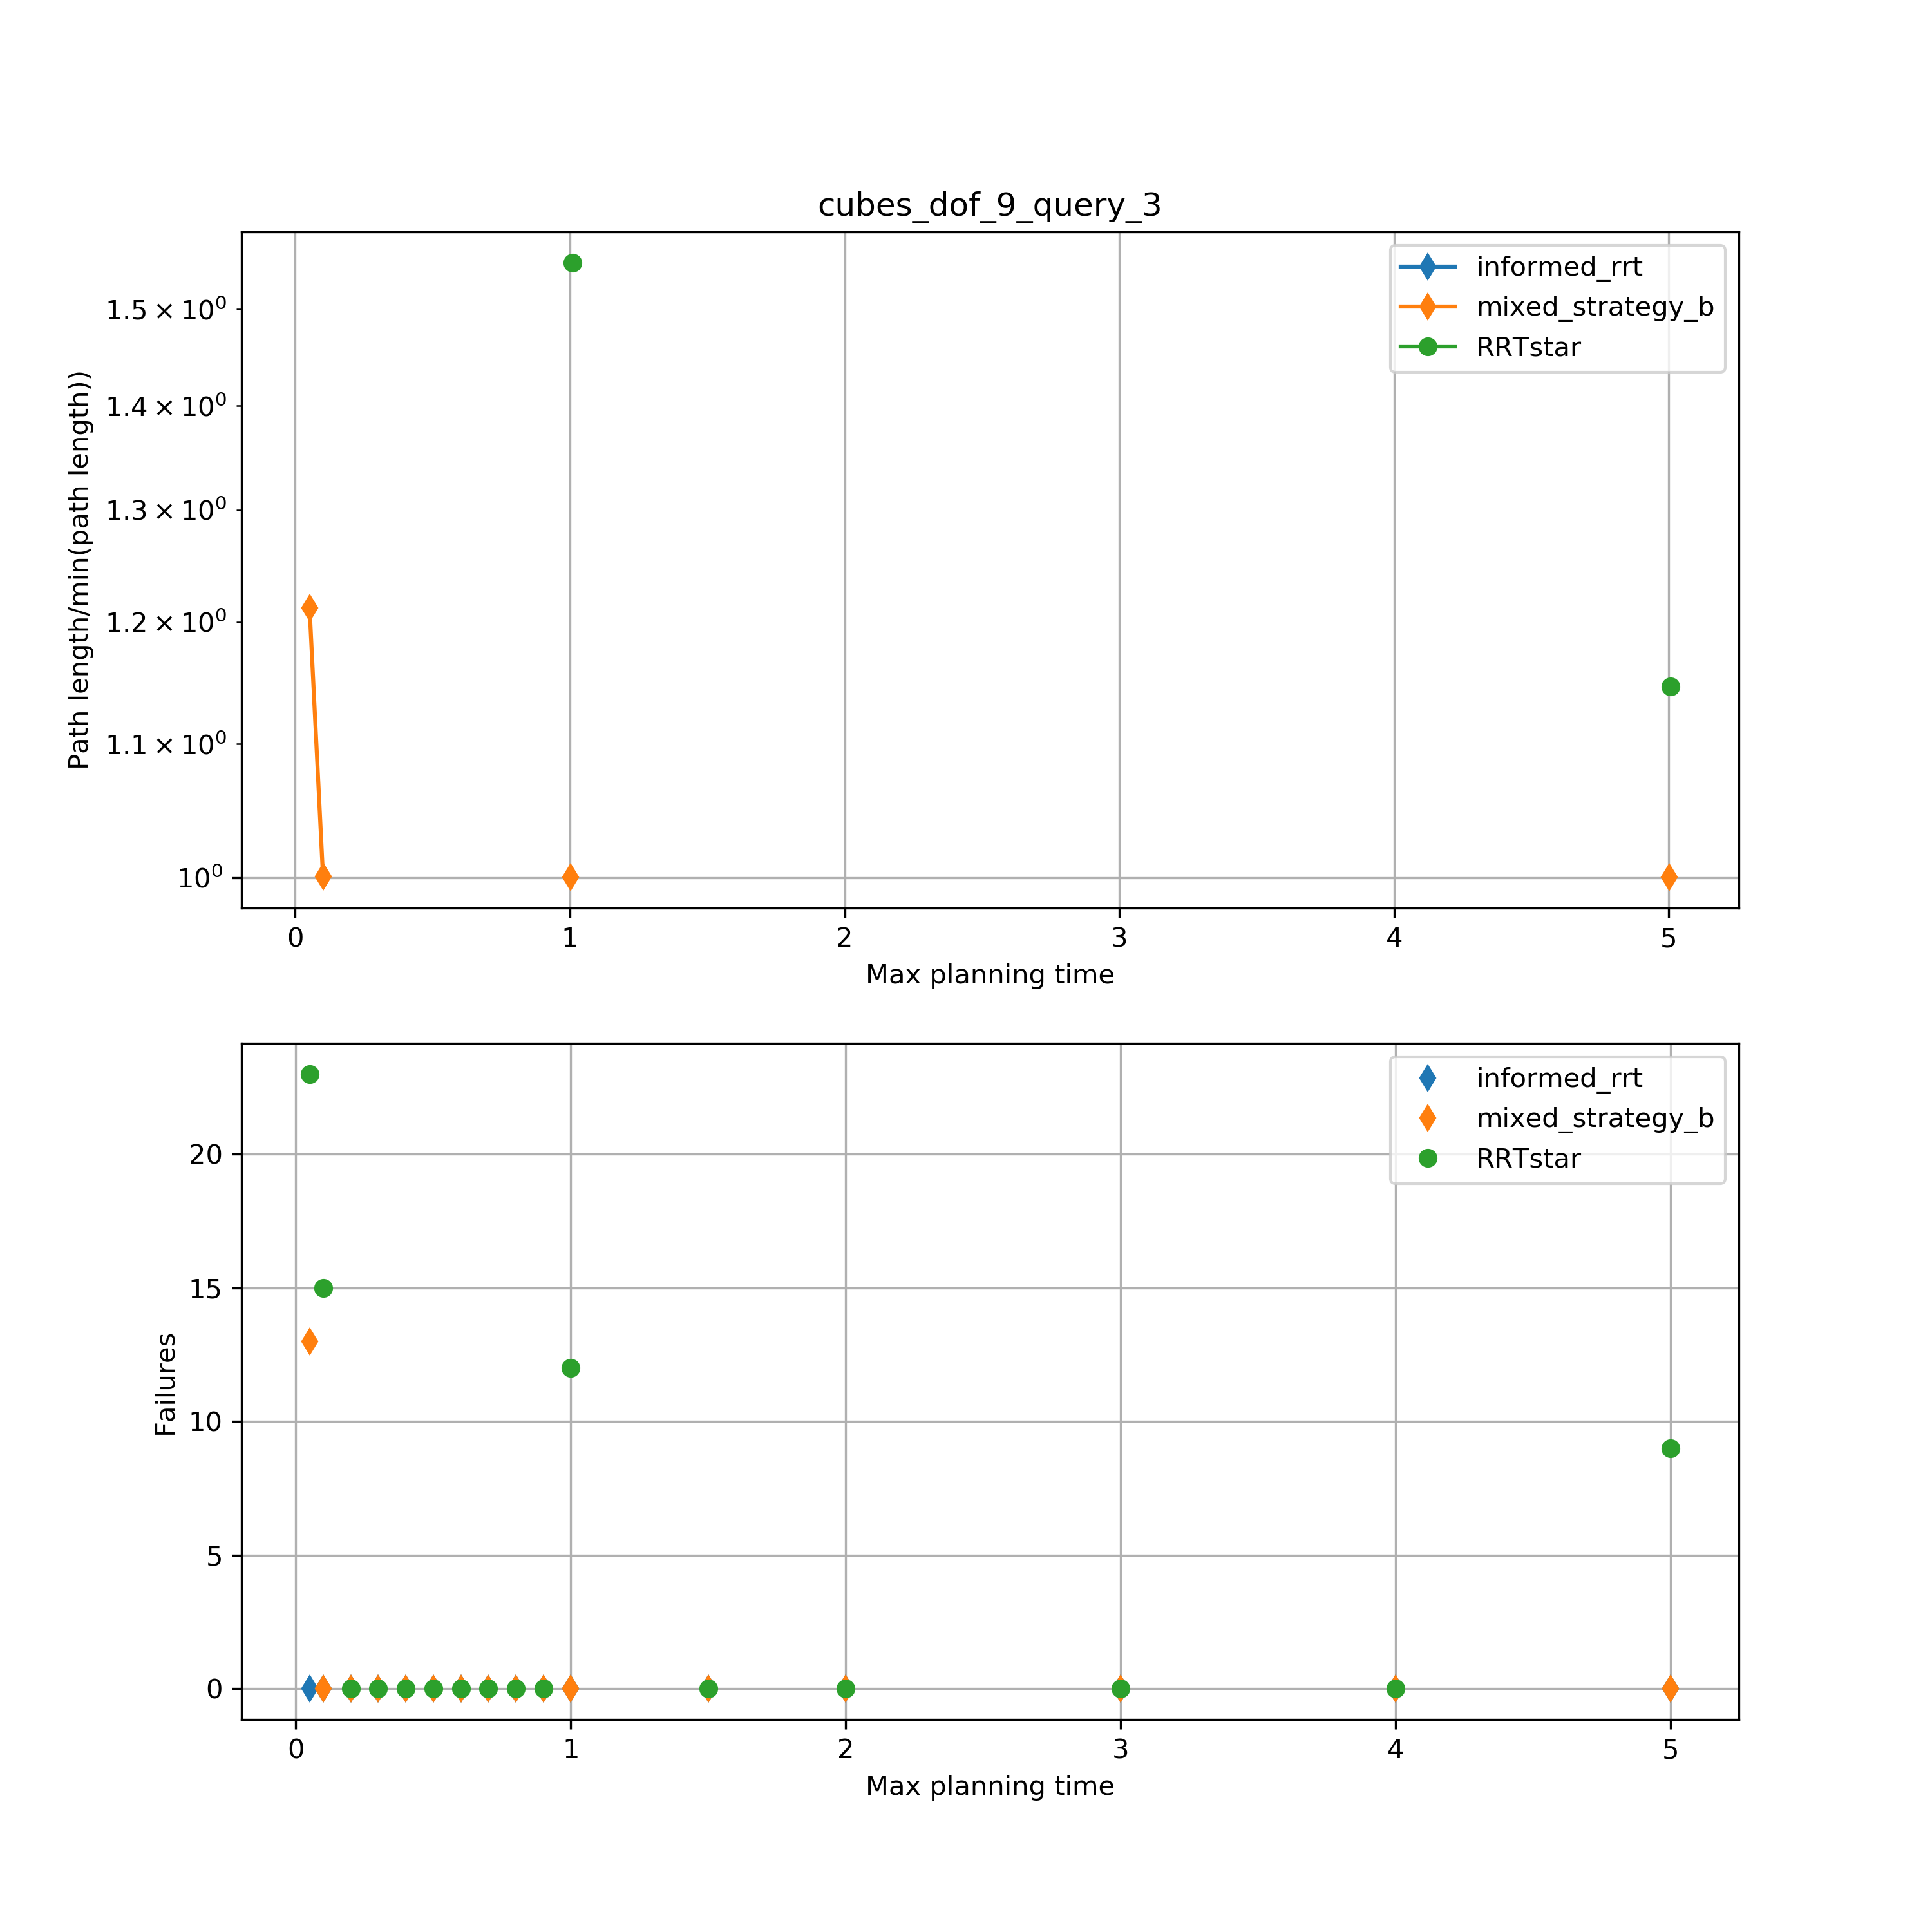 cubes_dof_9_query_3
1.5 × 10⁰
1.4 × 10⁰
1.3 × 10⁰
1.2 × 10⁰
1.1 × 10⁰
10⁰
Path length/min(path length))
informed_rrt
mixed_strategy_b
RRTstar
0 1 2 3 4 5
Max planning time
20
15
10
5
0
Failures
informed_rrt
mixed_strategy_b
RRTstar
0 1 2 3 4 5
Max planning time